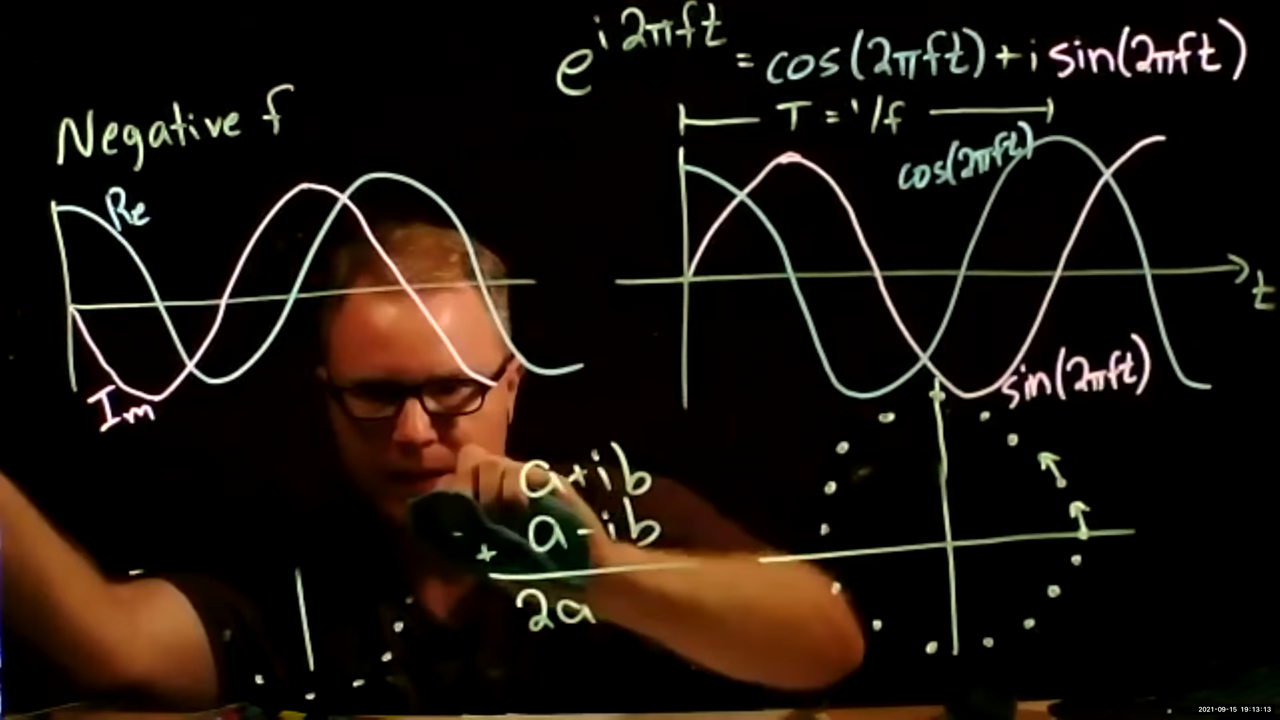 e^{i2πft} = cos(2πft) + i sin(2πft)
T = 1/f
Negative f
cos(2πft)
Re
t
sin(2πft)
Im
a+ib
+ a-ib
2a
2021-09-15 19:13:13